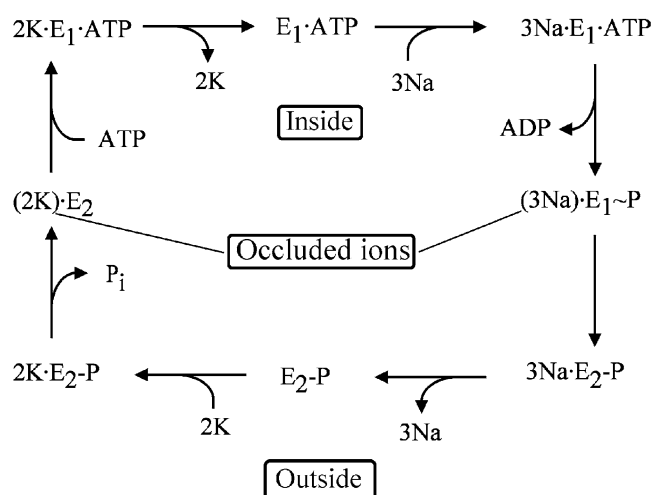 2K·E₁·ATP E₁·ATP 3Na·E₁·ATP
2K 3Na
Inside
ATP ADP
(2K)·E₂ (3Na)·E₁~P
Occluded ions
Pᵢ
2K·E₂-P E₂-P 3Na·E₂-P
2K 3Na
Outside